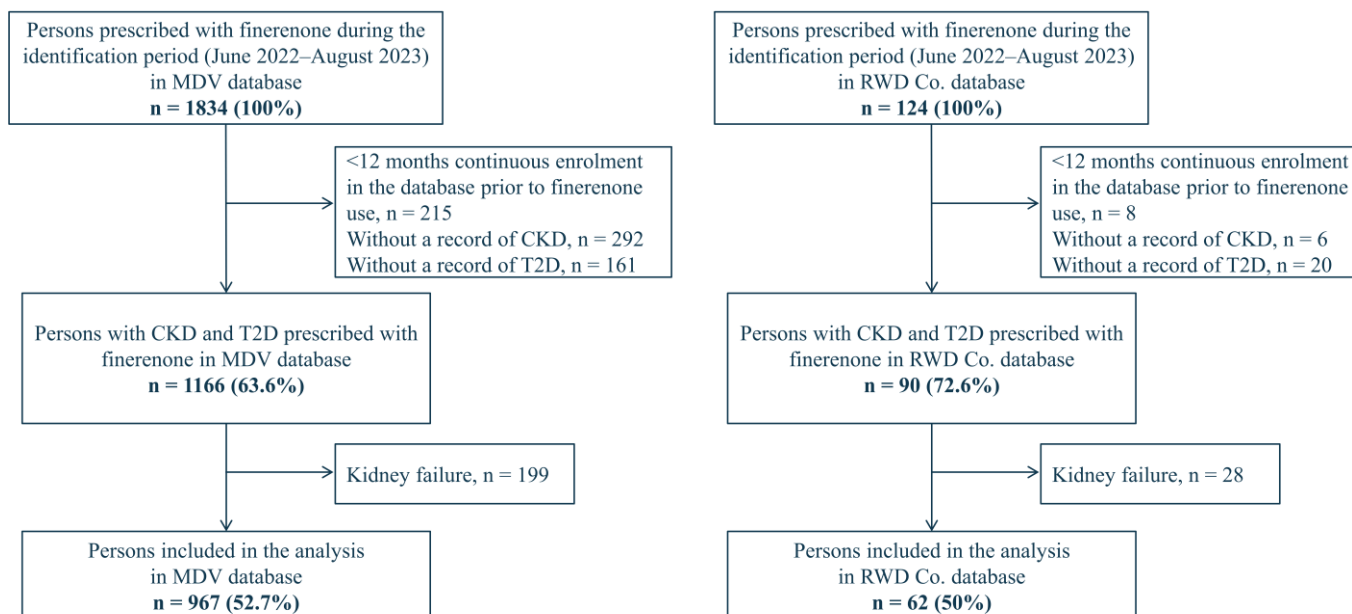 Persons prescribed with finerenone during the
identification period (June 2022–August 2023)
in MDV database
n = 1834 (100%)
<12 months continuous enrolment
in the database prior to finerenone
use, n = 215
Without a record of CKD, n = 292
Without a record of T2D, n = 161
Persons with CKD and T2D prescribed with
finerenone in MDV database
n = 1166 (63.6%)
Kidney failure, n = 199
Persons included in the analysis
in MDV database
n = 967 (52.7%)
Persons prescribed with finerenone during the
identification period (June 2022–August 2023)
in RWD Co. database
n = 124 (100%)
<12 months continuous enrolment
in the database prior to finerenone
use, n = 8
Without a record of CKD, n = 6
Without a record of T2D, n = 20
Persons with CKD and T2D prescribed with
finerenone in RWD Co. database
n = 90 (72.6%)
Kidney failure, n = 28
Persons included in the analysis
in RWD Co. database
n = 62 (50%)